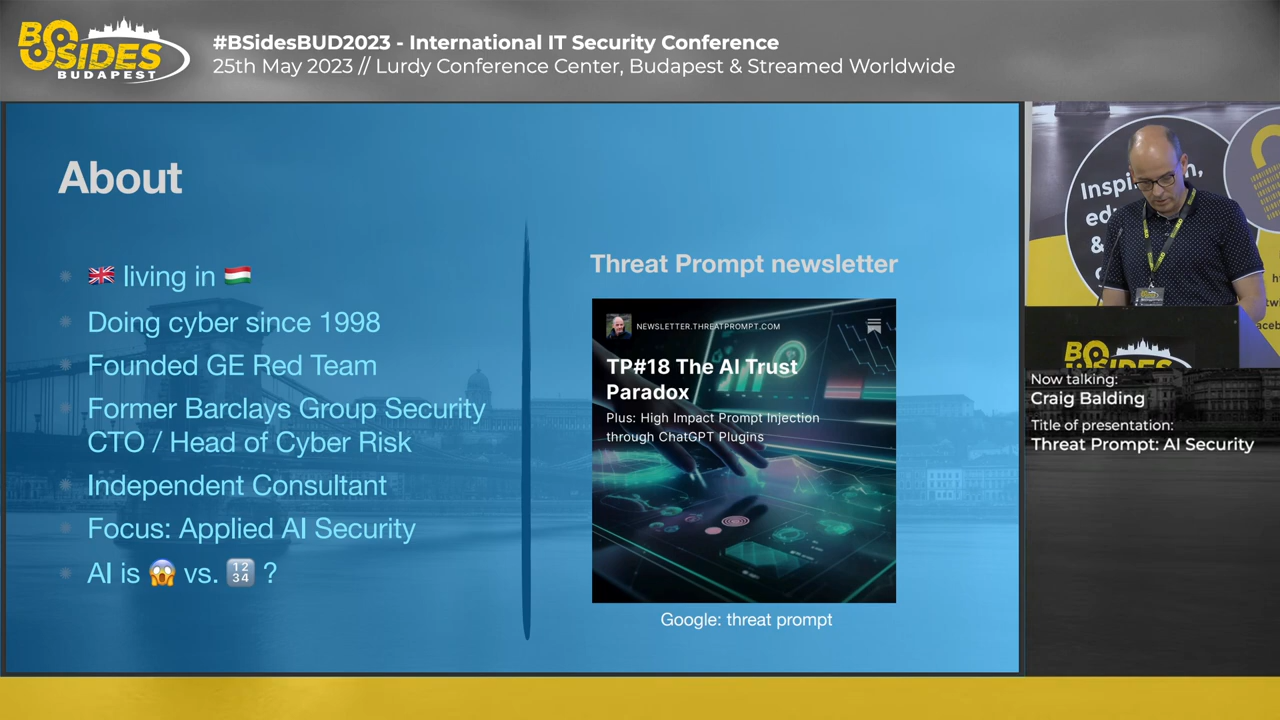 BSIDES
BUDAPEST
#BSidesBUD2023 - International IT Security Conference
25th May 2023 // Lurdy Conference Center, Budapest & Streamed Worldwide
About
🇬🇧 living in 🇭🇺
Doing cyber since 1998
Founded GE Red Team
Former Barclays Group Security
CTO / Head of Cyber Risk
Independent Consultant
Focus: Applied AI Security
AI is 😱 vs. 🔢 ?
Threat Prompt newsletter
NEWSLETTER.THREATPROMPT.COM
TP#18 The AI Trust
Paradox
Plus: High Impact Prompt Injection
through ChatGPT Plugins
Google: threat prompt
&
Now talking:
Craig Balding
Title of presentation:
Threat Prompt: AI Security